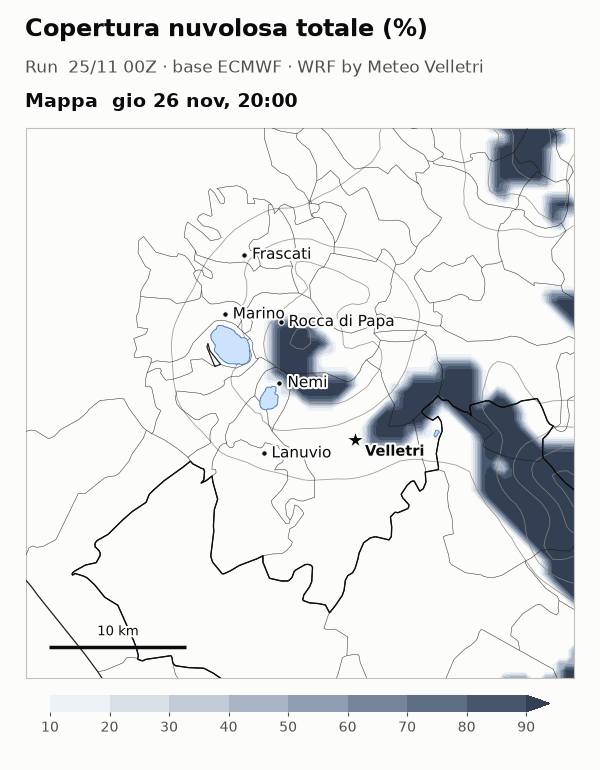 Copertura nuvolosa totale (%)
Run  25/11 00Z · base ECMWF · WRF by Meteo Velletri
Mappa  gio 26 nov, 20:00
Frascati
Marino
Rocca di Papa
Nemi
Velletri
Lanuvio
10 km
10 20 30 40 50 60 70 80 90